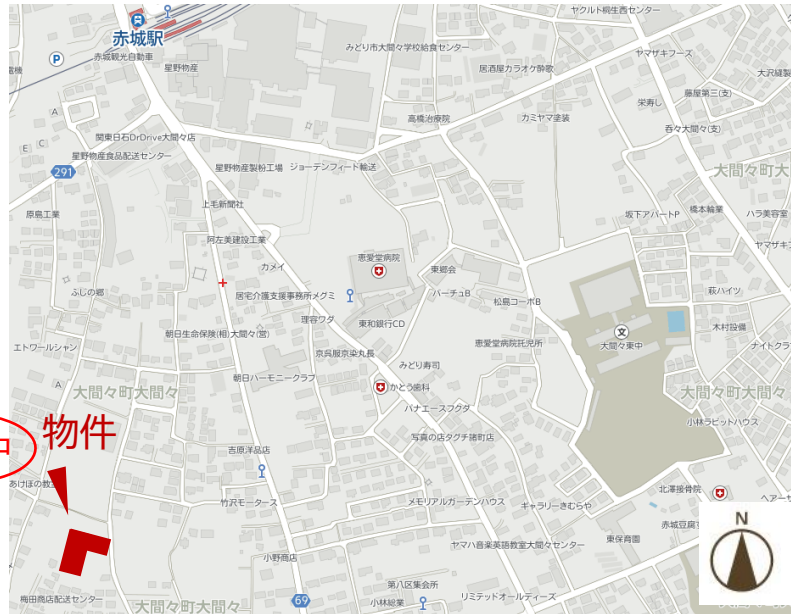 ヤクルト桐生西センター
赤城駅
みどり市大間々学校給食センター
赤城観光自動車
P
星野物産
居酒屋カラオケ酔歌
ヤマザキフーズ
大沢縫製
藤屋第三(支)
栄寿し
高橋治療院
カミヤマ塗装
呑々大間々(支)
A
関東日石DrDrive大間々店
E
C
星野物産食品配送センター
291
星野物産製粉工場
ジョーデンフィード輸送
大間々町大
上毛新聞社
原島工業
坂下アパートP
橋本輪業
ハラ美容室
阿左美建設工業
ヤマザキ
恵愛堂病院
カメイ
東郷会
ふじの郷
居宅介護支援事務所メグミ
バーチュB
松島コーポB
萩ハイツ
理容ワダ
東和銀行CD
朝日生命保険(相)大間々(営)
文
木村設備
エトワールシャン
京呉服京染丸長
恵愛堂病院託児所
大間々東中
ナイトクラ
みどり寿司
朝日ハーモニークラブ
A
大間々町大間々
かとう歯科
大間々町大間々
バナエースフクダ
小林ラビットハウス
物件
写真の店タグチ諸町店
吉原洋品店
あけぼの教
北澤接骨院
メモリアルガーデンハウス
ギャラリーきむらや
ヘアーサ
竹沢モータース
N
赤城豆腐
ヤマハ音楽英語教室大間々センター
東保育園
小野商店
第八区集会所
梅田商店配送センター
69
大間々町大間々
小林総業
リミテッドオールディーズ